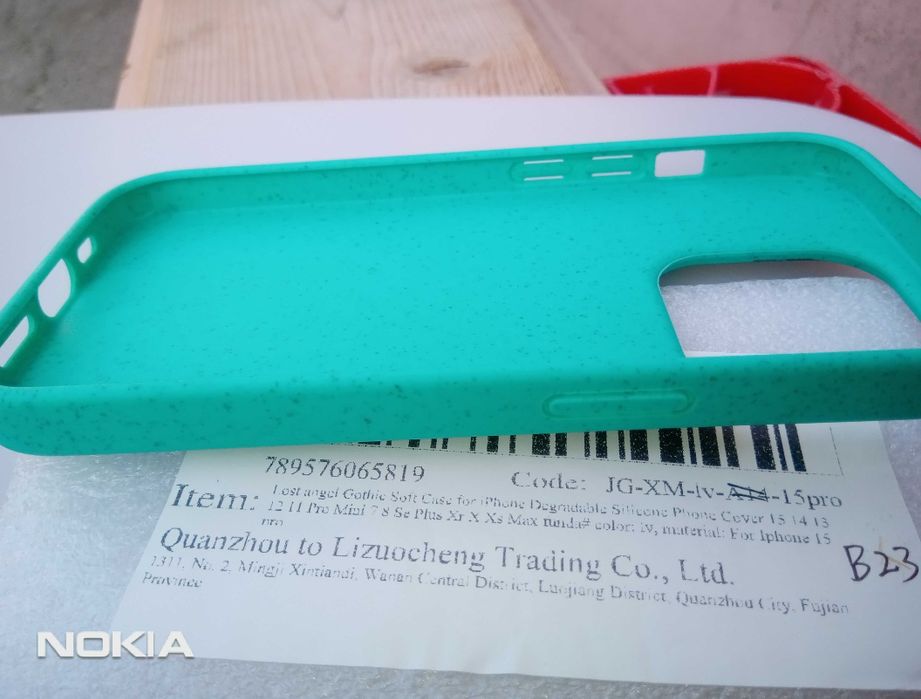 789576065819
Code: JG-XM-lv- -15pro
Item: Lost angel Gothic Soft Case for iPhone Degradable Silicone Phone Cover 15 14 13
12 11 Pro Mini 7 8 Se Plus Xr X Xs Max funda# color: lv, material: For Iphone 15
pro
Quanzhou to Lizuocheng Trading Co., Ltd.
1311, No. 2, Mingji Xintiandi, Wanan Central District, Luojiang District, Quanzhou City, Fujian
Province
B23
NOKIA